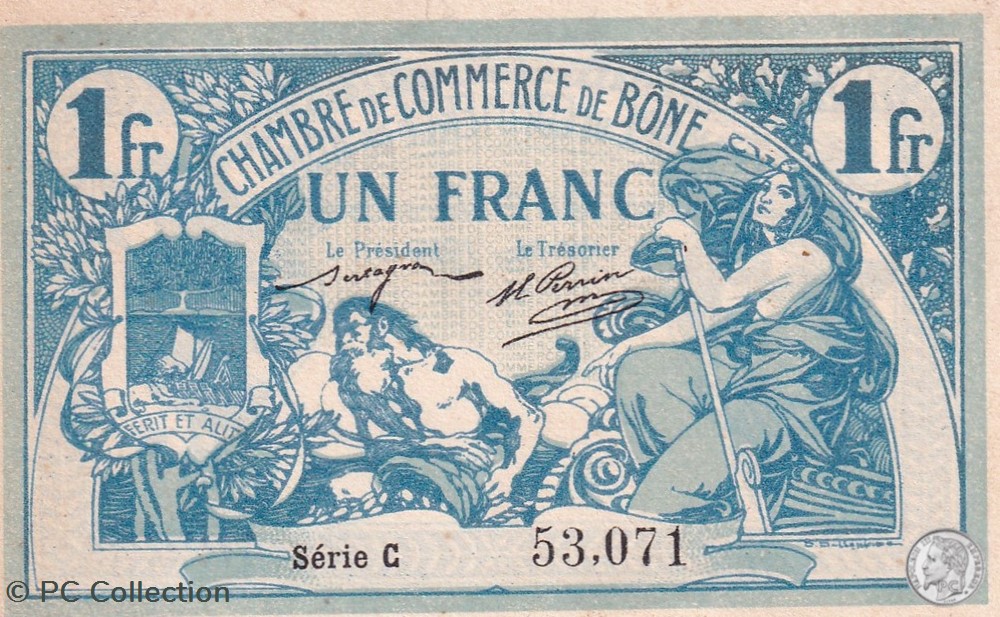 1 fr
1 fr
CHAMBRE DE COMMERCE DE BÔNE
UN FRANC
Le Président
Le Trésorier
M Perrin
FERIT ET ALIT
Série C
53,071
© PC Collection